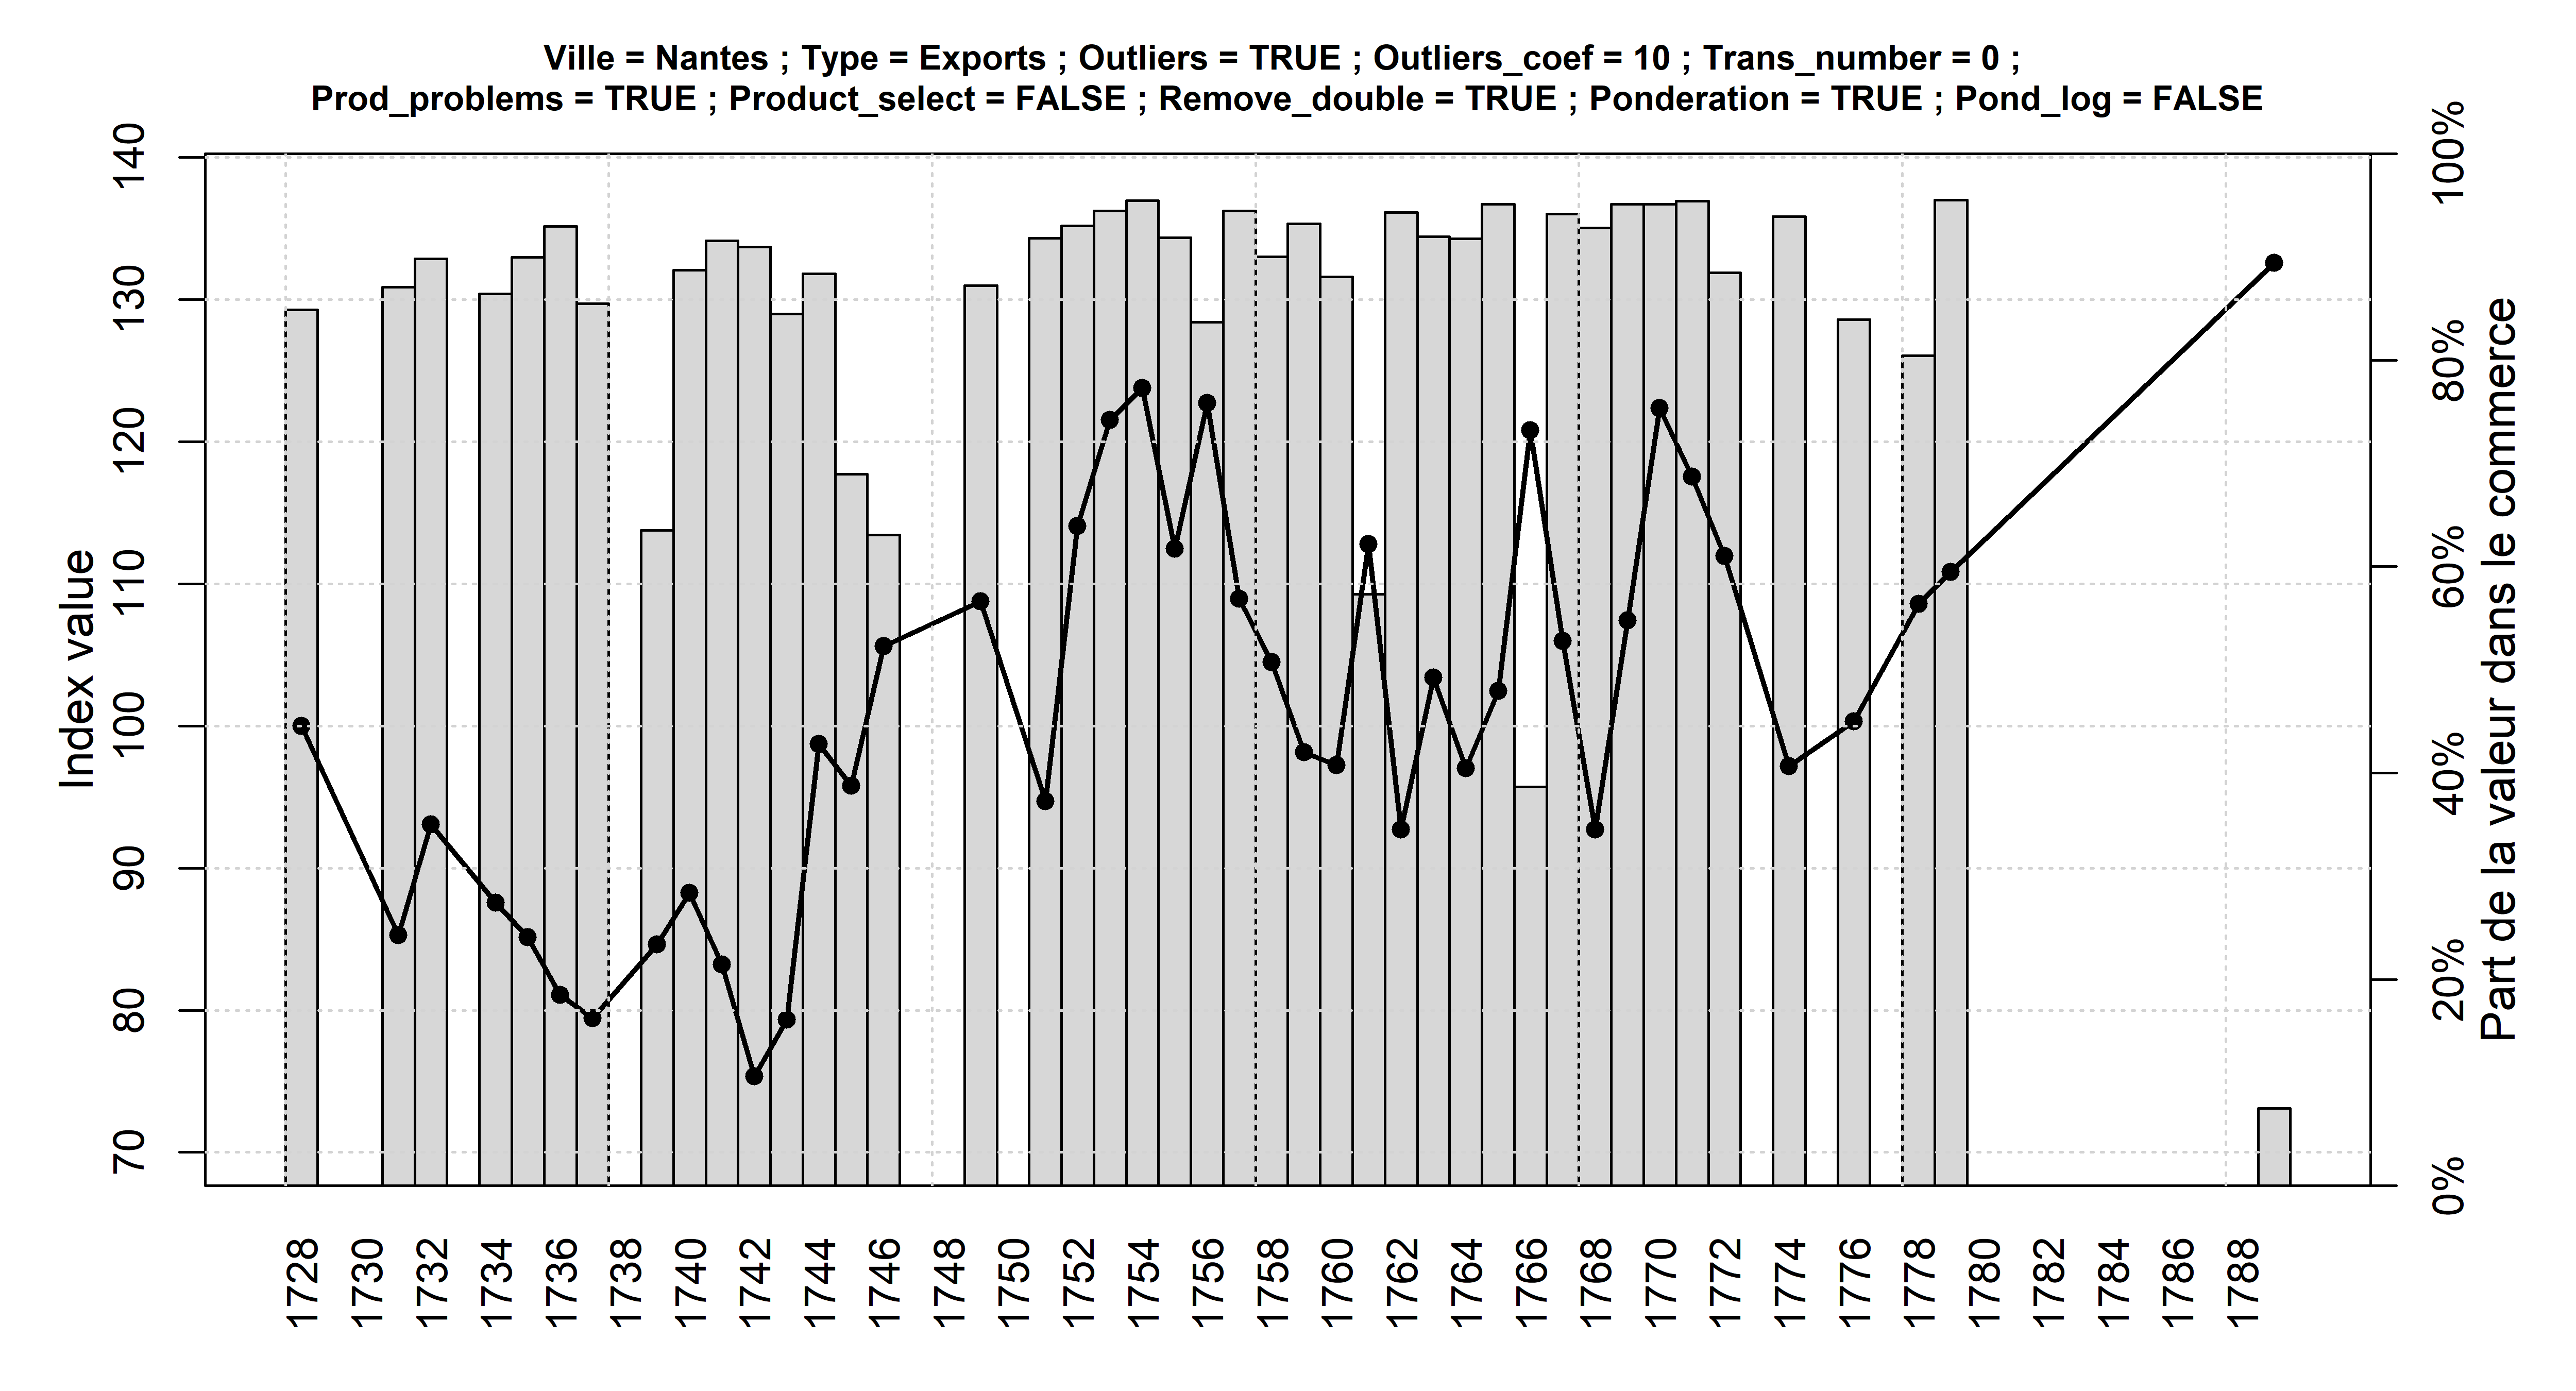 Ville = Nantes ; Type = Exports ; Outliers = TRUE ; Outliers_coef = 10 ; Trans_number = 0 ;
Prod_problems = TRUE ; Product_select = FALSE ; Remove_double = TRUE ; Ponderation = TRUE ; Pond_log = FALSE
Index value
140
130
120
110
100
90
80
70
100%
80%
60%
40%
20%
0%
Part de la valeur dans le commerce
1728 1730 1732 1734 1736 1738 1740 1742 1744 1746 1748 1750 1752 1754 1756 1758 1760 1762 1764 1766 1768 1770 1772 1774 1776 1778 1780 1782 1784 1786 1788